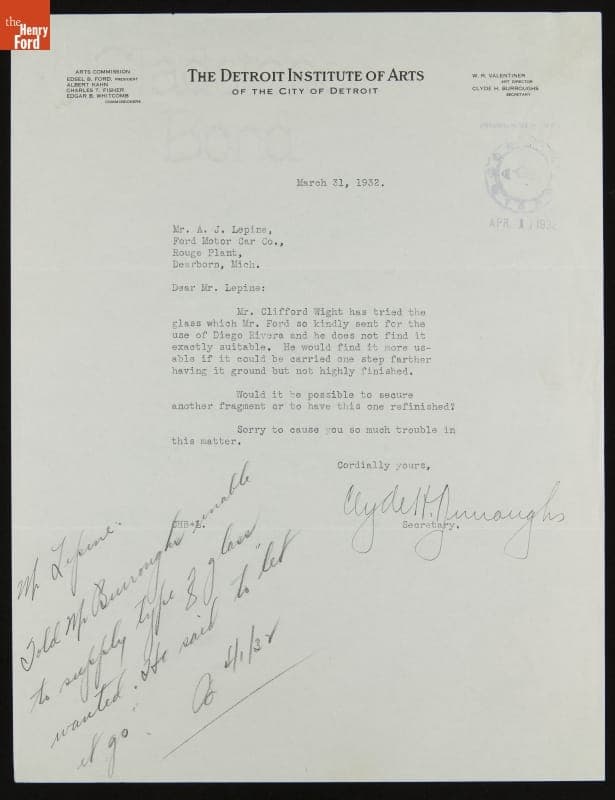 the
Henry
Ford
ARTS COMMISSION
EDSEL B. FORD, PRESIDENT
ALBERT KAHN
CHARLES T. FISHER
EDGAR B. WHITCOMB
COMMISSIONERS
THE DETROIT INSTITUTE OF ARTS
OF THE CITY OF DETROIT
W. R. VALENTINER
ART DIRECTOR
CLYDE H. BURROUGHS
SECRETARY
March 31, 1932.
APR 1 1932
Mr. A. J. Lepine,
Ford Motor Car Co.,
Rouge Plant,
Dearborn, Mich.
Dear Mr. Lepine:
Mr. Clifford Wight has tried the
glass which Mr. Ford so kindly sent for the
use of Diego Rivera and he does not find it
exactly suitable. He would find it more us-
able if it could be carried one step farther
having it ground but not highly finished.
Would it be possible to secure
another fragment or to have this one refinished?
Sorry to cause you so much trouble in
this matter.
Cordially yours,
Clyde H. Burroughs
CHB*L.
Secretary.
Mr Lepine.
Told Mr Burroughs unable
to supply type of glass
wanted. He said to "let
it go".
4/1/32